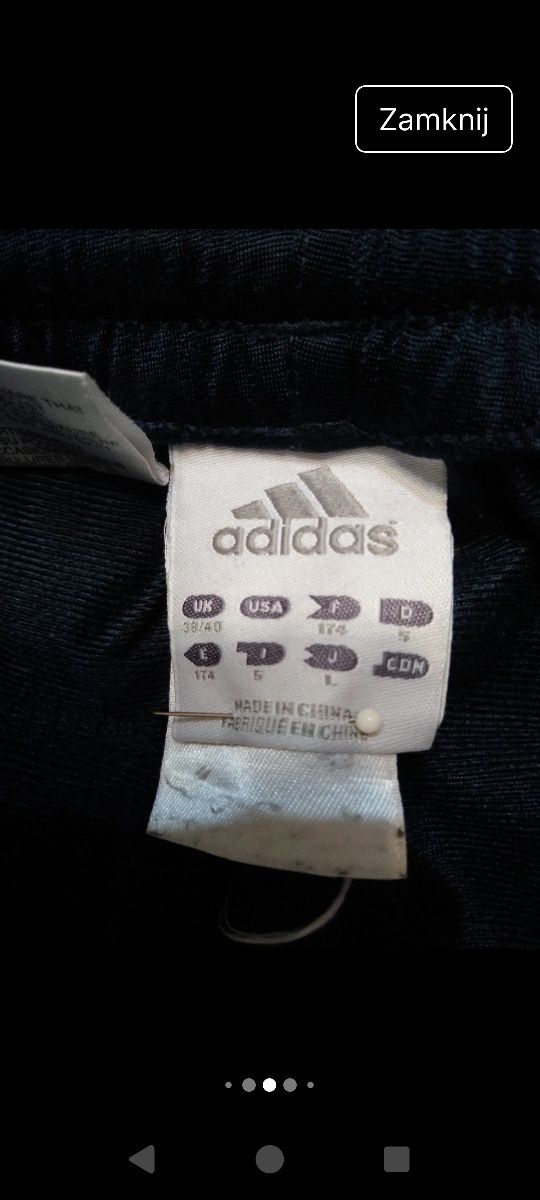 Zamknij
adidas
UK USA F D
38/40 174 5
E I J CDN
174 5 L
MADE IN CHINA
FABRIQUE EN CHINE